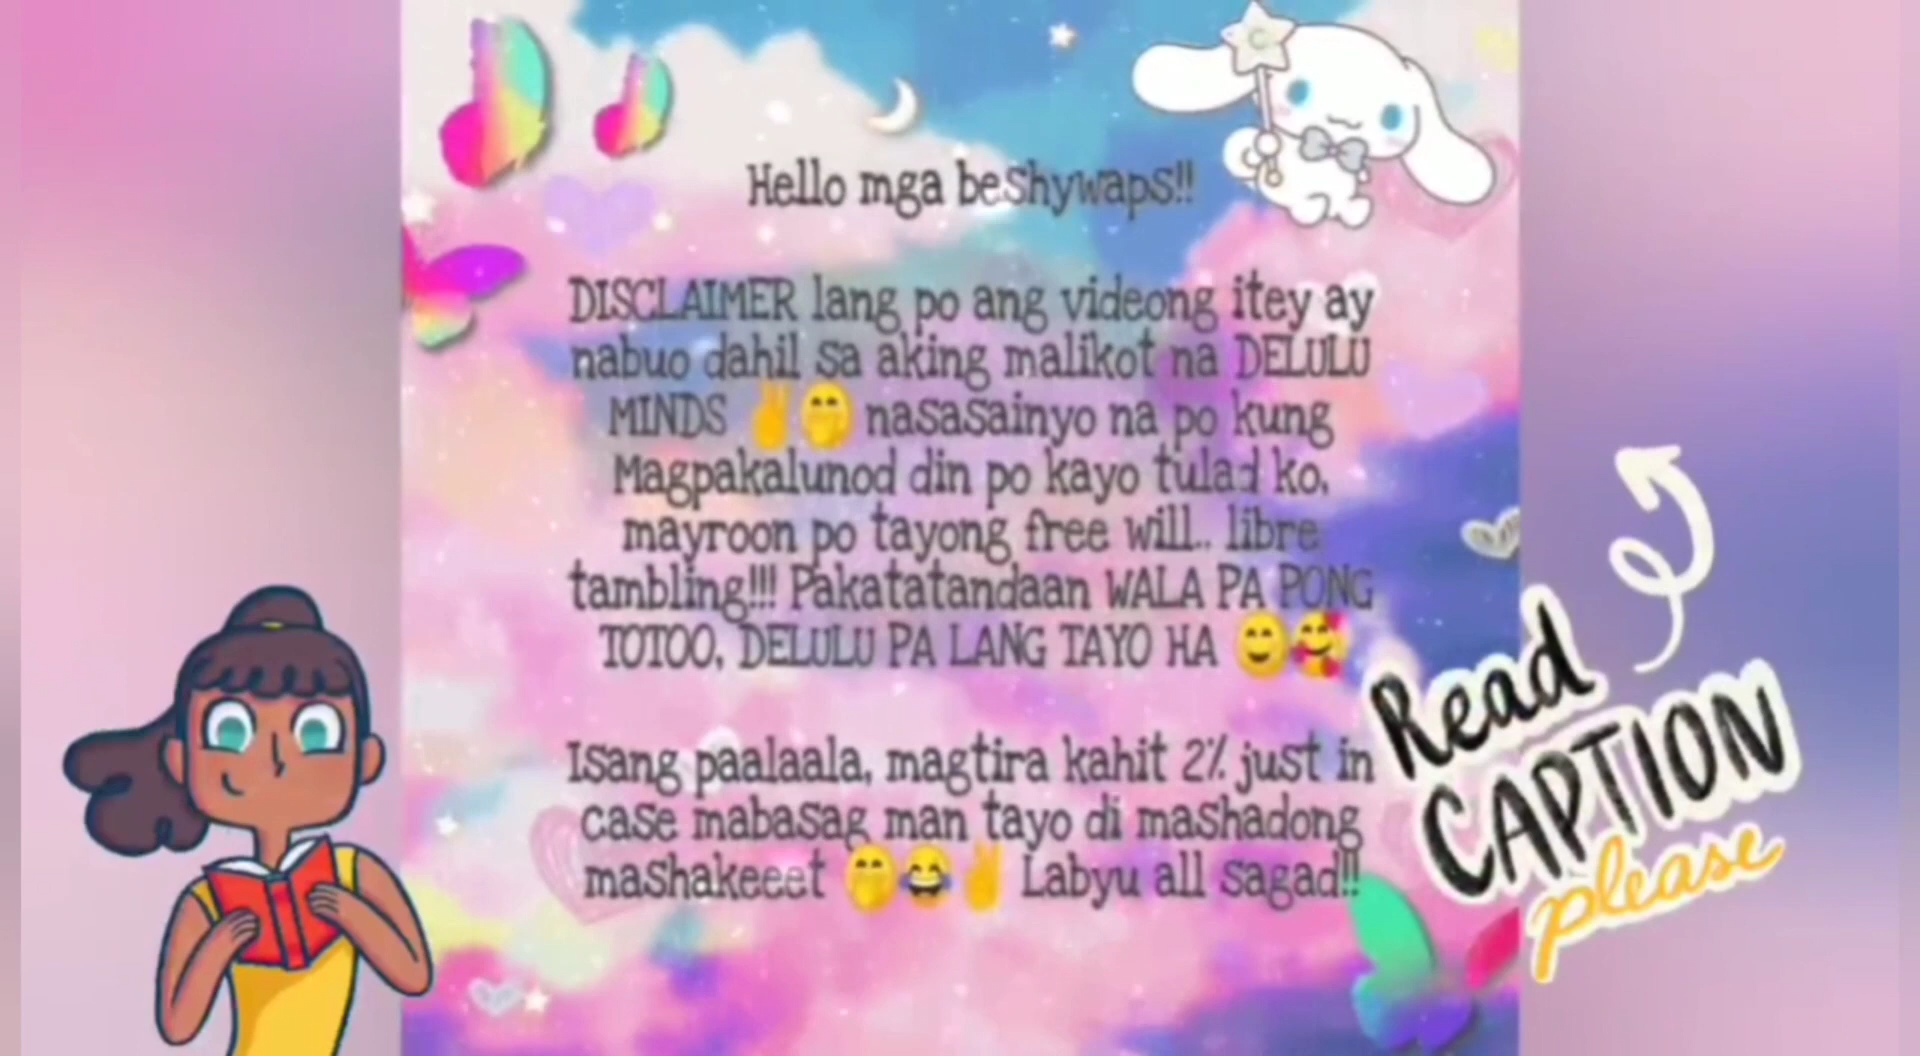 Hello mga beshywaps!!
DISCLAIMER lang po ang videong itey ay
nabuo dahil sa aking malikot na DELULU
MINDS ✌️🤭 nasasainyo na po kung
Magpakalunod din po kayo tulad ko,
mayroon po tayong free will.. libre
tambling!!! Pakatatandaan WALA PA PONG
TOTOO, DELULU PA LANG TAYO HA 😊🥰
Isang paalaala, magtira kahit 2% just in
case mabasag man tayo di mashadong
mashakeeet 🤭😂✌️ Labyu all sagad!!
Read
CAPTION
please